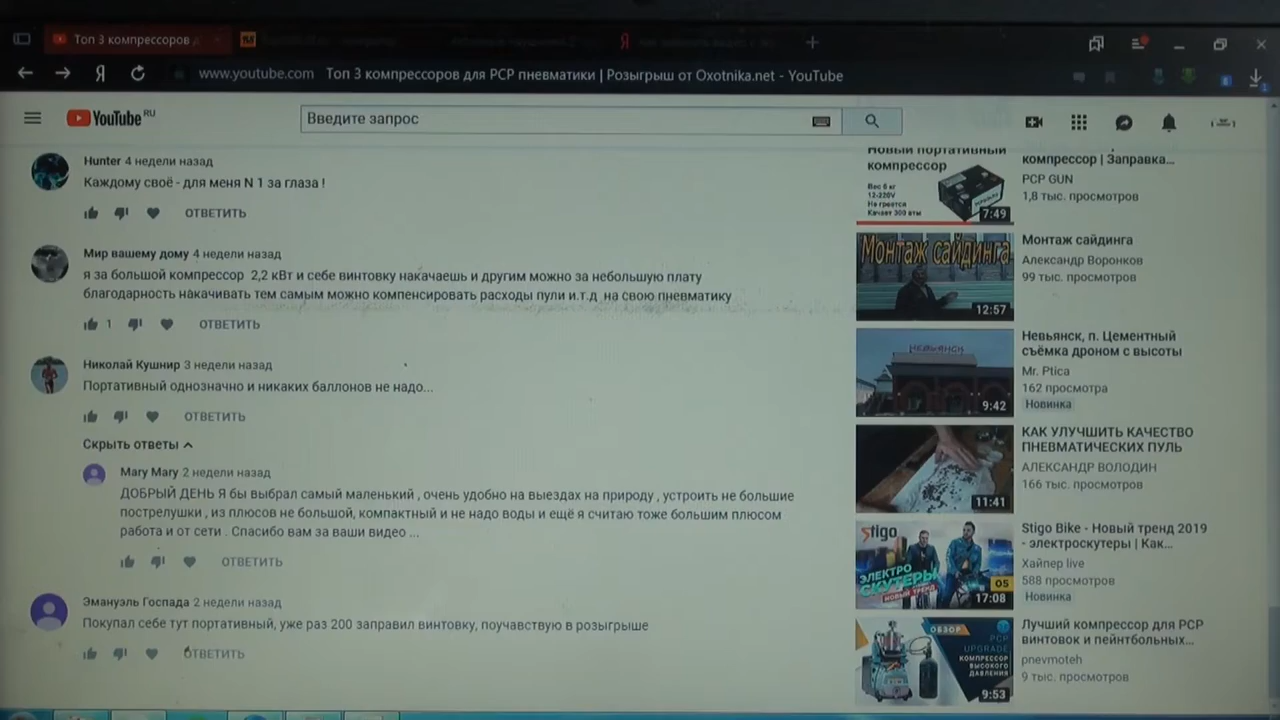 Топ 3 компрессоров д
www.youtube.com Топ 3 компрессоров для PCP пневматики | Розыгрыш от Oxotnika.net - YouTube
YouTube RU
Введите запрос
Hunter 4 недели назад
Каждому своё - для меня N 1 за глаза !
ОТВЕТИТЬ
Мир вашему дому 4 недели назад
я за большой компрессор 2,2 кВт и себе винтовку накачаешь и другим можно за небольшую плату
благодарность накачивать тем самым можно компенсировать расходы пули и.т.д на свою пневматику
1 ОТВЕТИТЬ
Николай Кушнир 3 недели назад
Портативный однозначно и никаких баллонов не надо...
ОТВЕТИТЬ
Скрыть ответы
Mary Mary 2 недели назад
ДОБРЫЙ ДЕНЬ Я бы выбрал самый маленький , очень удобно на выездах на природу , устроить не большие
пострелушки , из плюсов не большой, компактный и не надо воды и ещё я считаю тоже большим плюсом
работа и от сети . Спасибо вам за ваши видео ...
ОТВЕТИТЬ
Эмануэль Госпада 2 недели назад
Покупал себе тут портативный, уже раз 200 заправил винтовку, поучавствую в розыгрыше
ОТВЕТИТЬ
Новый портативный
компрессор
Вес 6 кг
12-220V
Не греется
Качает 300 атм
7:49
компрессор | Заправка...
PCP GUN
1,8 тыс. просмотров
Монтаж сайдинга
12:57
Монтаж сайдинга
Александр Воронков
99 тыс. просмотров
НЕВЬЯНСК
9:42
Невьянск, п. Цементный
съёмка дроном с высоты
Mr. Ptica
162 просмотра
Новинка
11:41
КАК УЛУЧШИТЬ КАЧЕСТВО
ПНЕВМАТИЧЕСКИХ ПУЛЬ
АЛЕКСАНДР ВОЛОДИН
166 тыс. просмотров
Stigo
ЭЛЕКТРО
СКУТЕРЫ
НОВЫЙ ТРЕНД
05
17:08
Stigo Bike - Новый тренд 2019
- электроскутеры | Как...
Хайпер live
588 просмотров
Новинка
ОБЗОР
PCP
UPGRADE
КОМПРЕССОР
ВЫСОКОГО
ДАВЛЕНИЯ
9:53
Лучший компрессор для PCP
винтовок и пейнтбольных...
pnevmoteh
9 тыс. просмотров